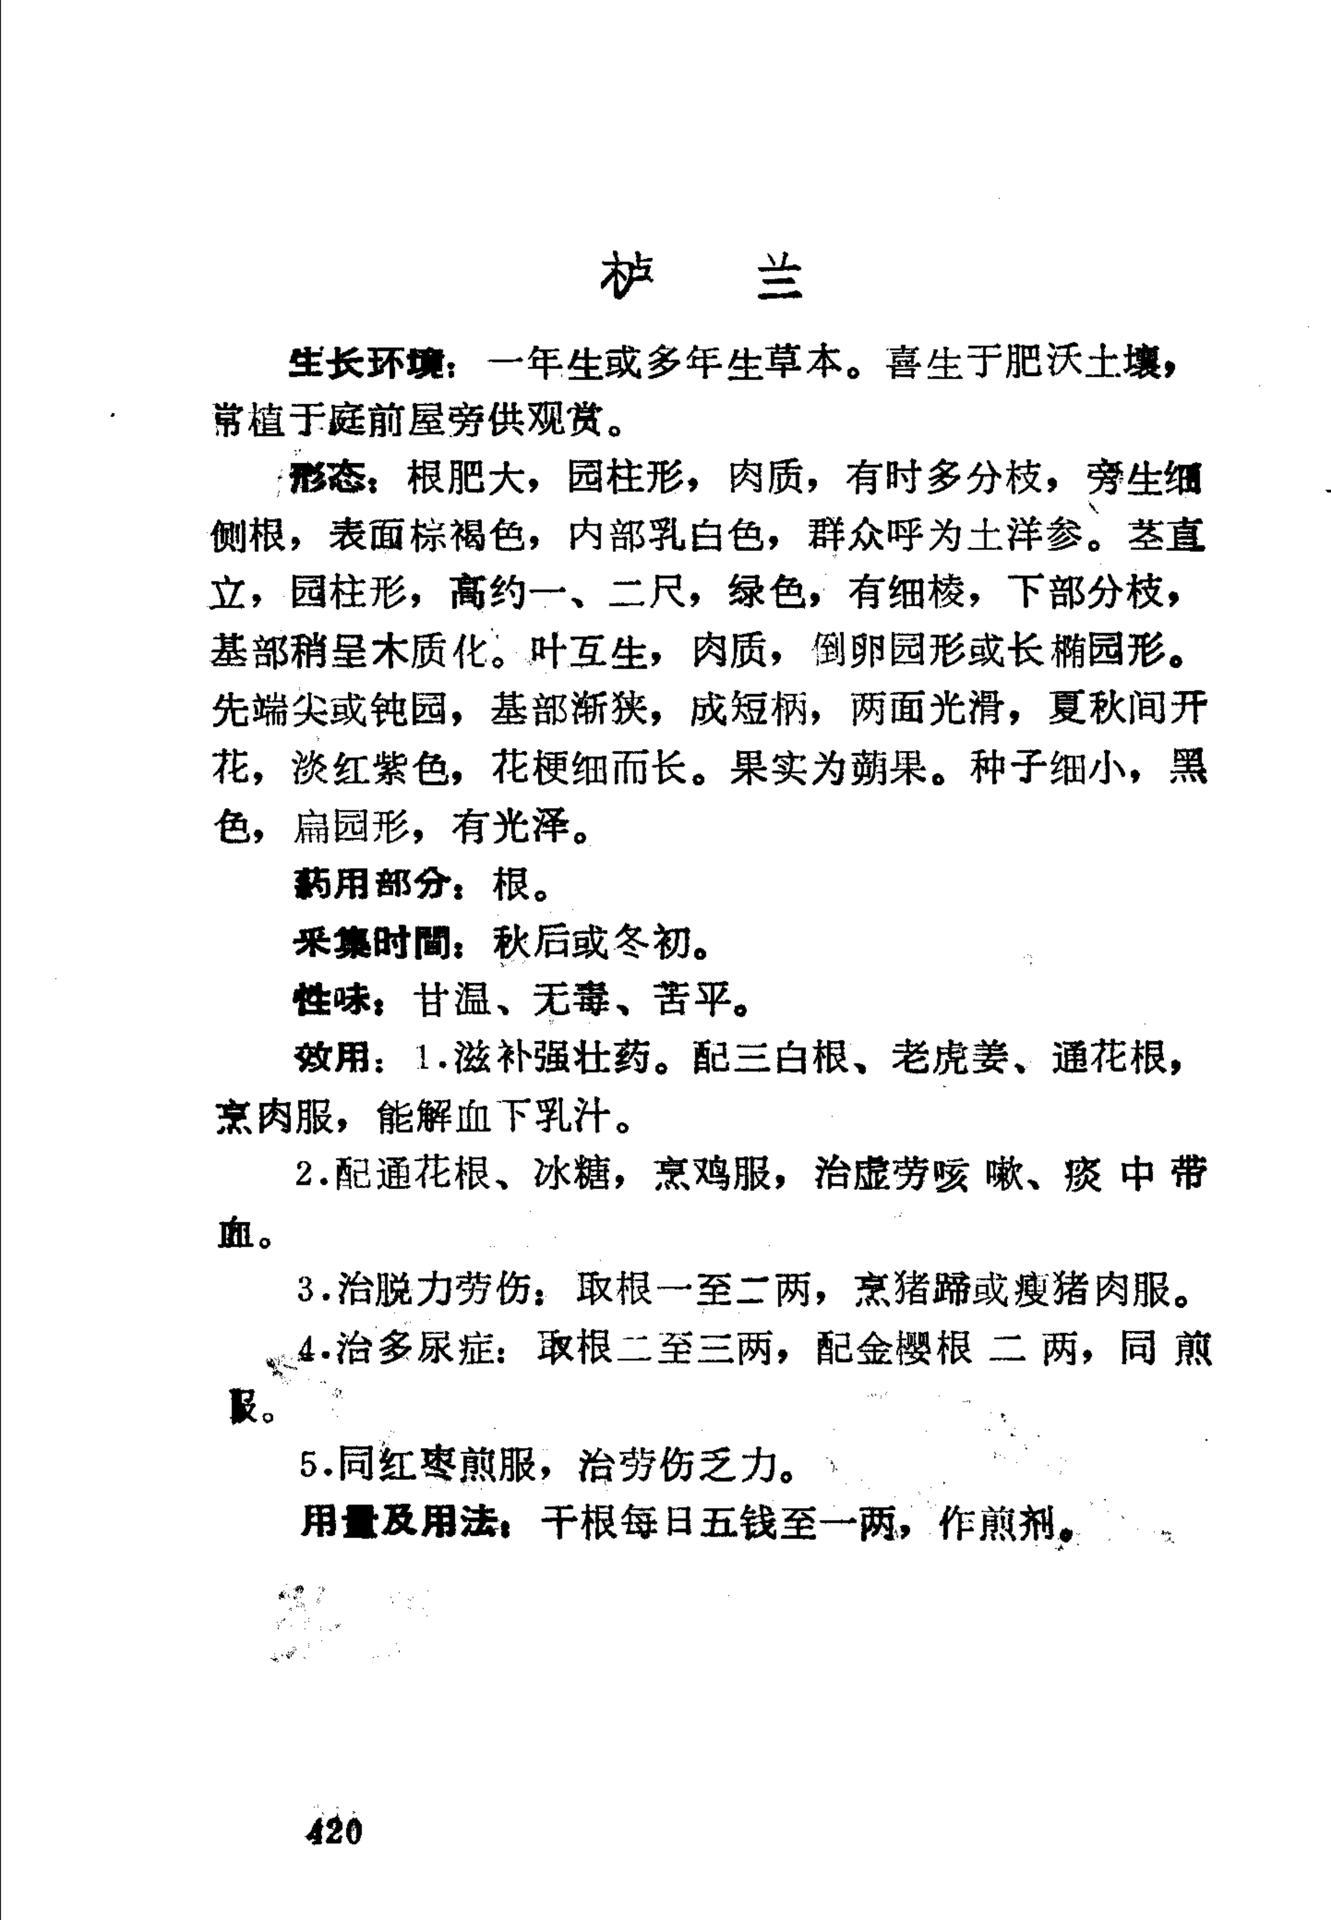 栌 兰
生长环境：一年生或多年生草本。喜生于肥沃土壤，
常植于庭前屋旁供观赏。
形态：根肥大，园柱形，肉质，有时多分枝，旁生细
侧根，表面棕褐色，内部乳白色，群众呼为土洋参。茎直
立，园柱形，高约一、二尺，绿色，有细棱，下部分枝，
基部稍呈木质化。叶互生，肉质，倒卵园形或长椭园形。
先端尖或钝园，基部渐狭，成短柄，两面光滑，夏秋间开
花，淡红紫色，花梗细而长。果实为蒴果。种子细小，黑
色，扁园形，有光泽。
药用部分：根。
采集时間：秋后或冬初。
性味：甘温、无毒、苦平。
效用：1.滋补强壮药。配三白根、老虎姜、通花根，
烹肉服，能解血下乳汁。
2.配通花根、冰糖，烹鸡服，治虚劳咳嗽、痰中带
血。
3.治脱力劳伤：取根一至二两，烹猪蹄或瘦猪肉服。
4.治多尿症：取根二至三两，配金樱根二两，同煎
服。
5.同红枣煎服，治劳伤乏力。
用量及用法：干根每日五钱至一两，作煎剂。
420